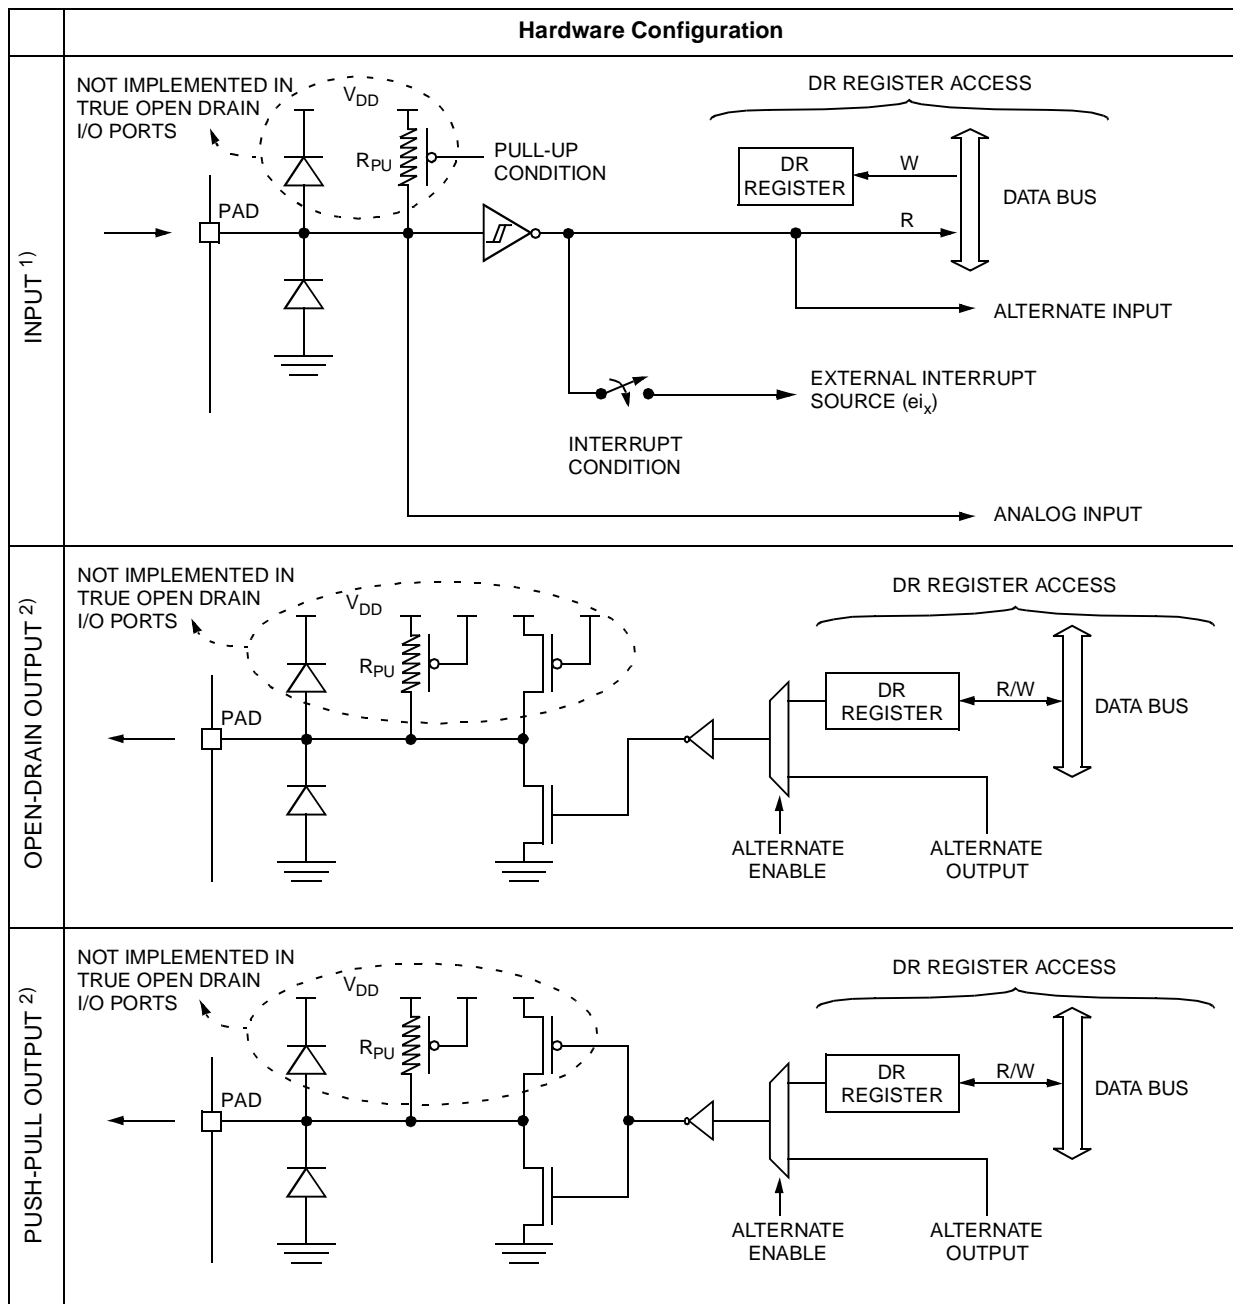 Hardware Configuration
INPUT 1)
NOT IMPLEMENTED IN
TRUE OPEN DRAIN
I/O PORTS
VDD
RPU
PULL-UP
CONDITION
PAD
DR REGISTER ACCESS
DR
REGISTER
W
R
DATA BUS
ALTERNATE INPUT
EXTERNAL INTERRUPT
SOURCE (eix)
INTERRUPT
CONDITION
ANALOG INPUT
OPEN-DRAIN OUTPUT 2)
NOT IMPLEMENTED IN
TRUE OPEN DRAIN
I/O PORTS
VDD
RPU
PAD
DR REGISTER ACCESS
DR
REGISTER
R/W
DATA BUS
ALTERNATE
ENABLE
ALTERNATE
OUTPUT
PUSH-PULL OUTPUT 2)
NOT IMPLEMENTED IN
TRUE OPEN DRAIN
I/O PORTS
VDD
RPU
PAD
DR REGISTER ACCESS
DR
REGISTER
R/W
DATA BUS
ALTERNATE
ENABLE
ALTERNATE
OUTPUT